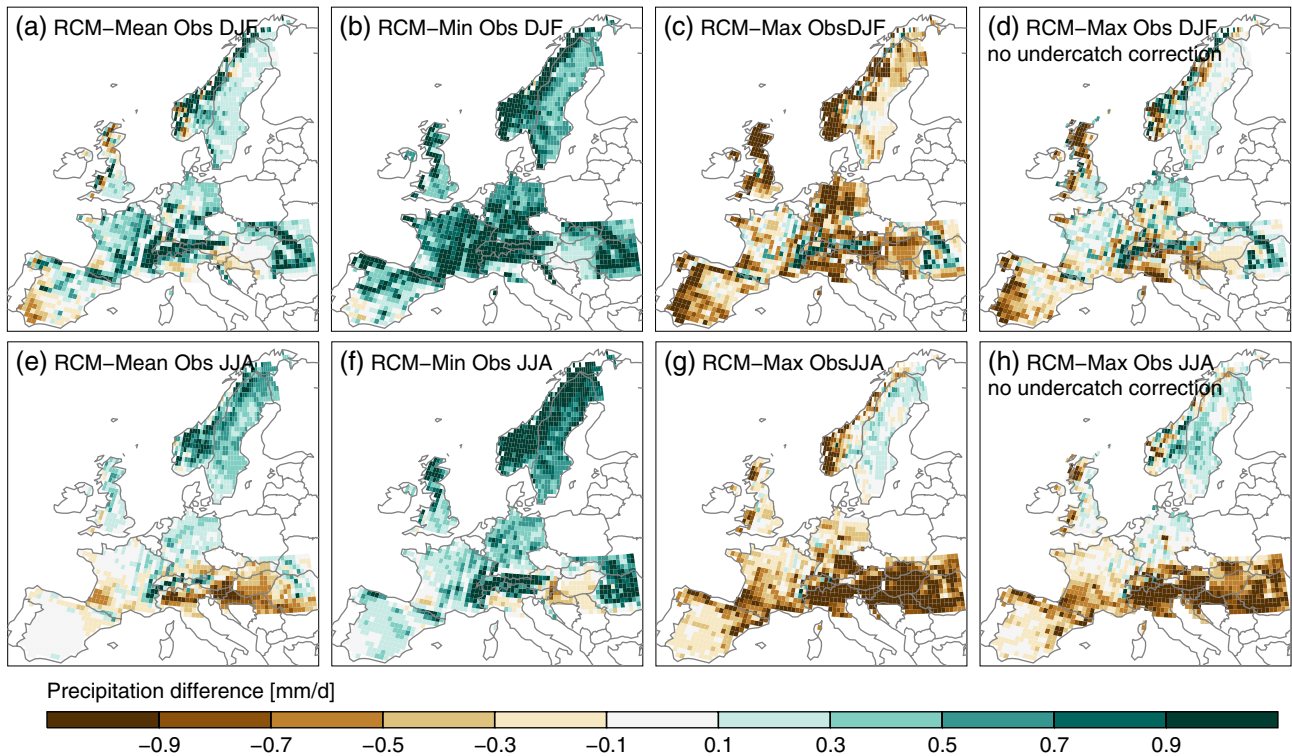 (a) RCM−Mean Obs DJF
(b) RCM−Min Obs DJF
(c) RCM−Max ObsDJF
(d) RCM−Max Obs DJF
no undercatch correction
(e) RCM−Mean Obs JJA
(f) RCM−Min Obs JJA
(g) RCM−Max ObsJJA
(h) RCM−Max Obs JJA
no undercatch correction
Precipitation difference [mm/d]
−0.9 −0.7 −0.5 −0.3 −0.1 0.1 0.3 0.5 0.7 0.9